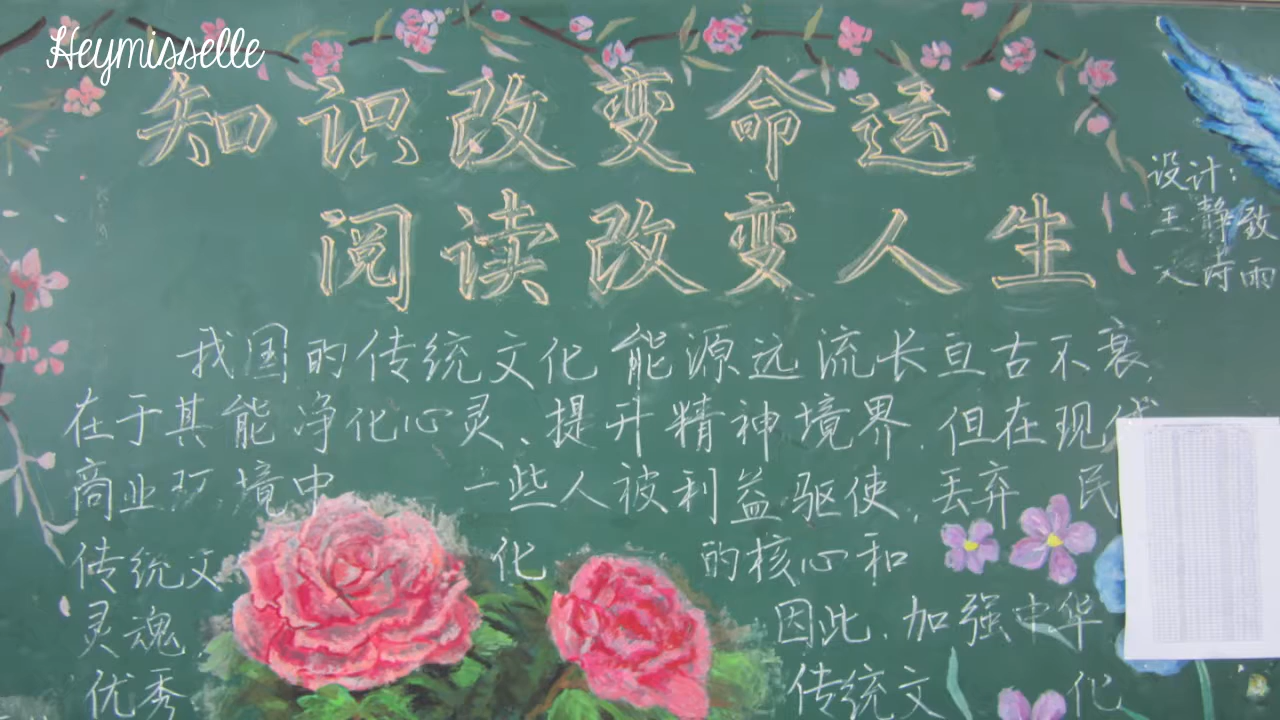 Heymisselle
知识改变命运
阅读改变人生
设计：
王静致
诗雨
我国的传统文化能源远流长亘古不衰，
在于其能净化心灵、提升精神境界，但在现代
商业环境中 一些人被利益驱使，丢弃 民
传统文 化 的核心和
灵魂 因此，加强中华
优秀 传统文 化